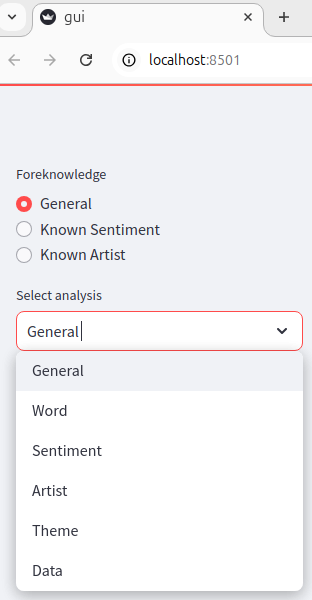 gui
localhost:8501
Foreknowledge
General
Known Sentiment
Known Artist
Select analysis
General
General
Word
Sentiment
Artist
Theme
Data